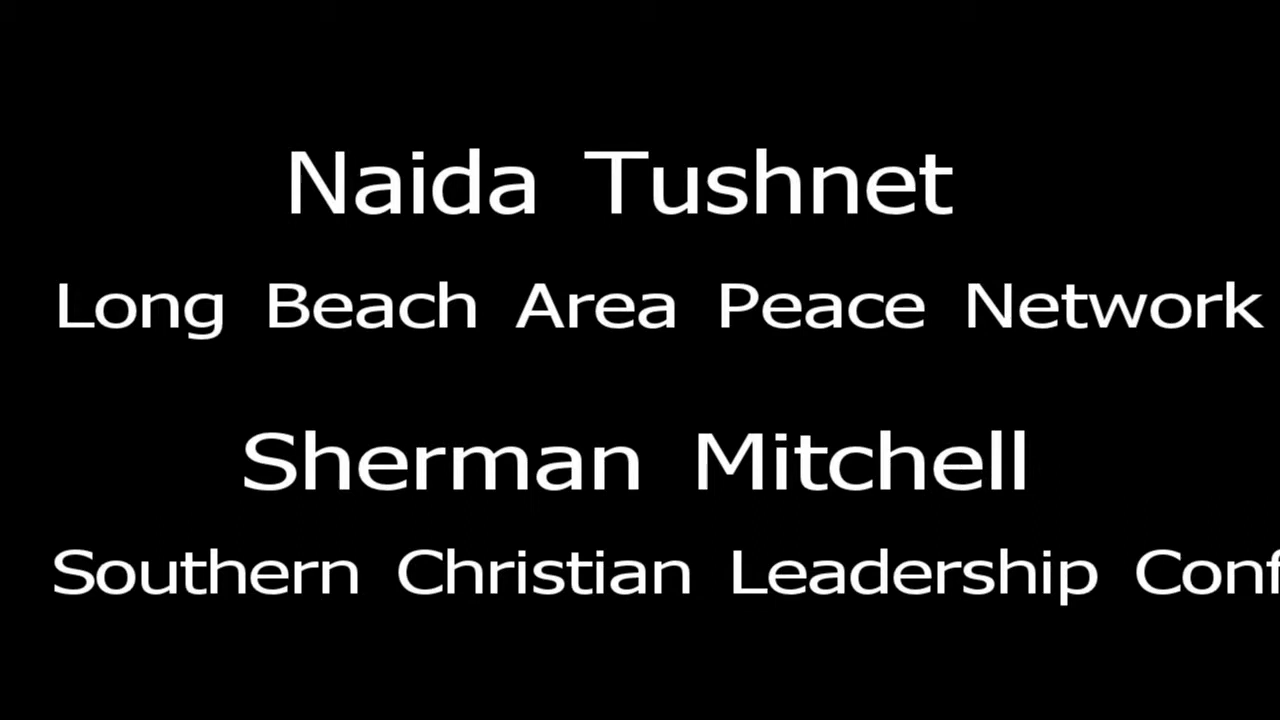 Naida Tushnet
Long Beach Area Peace Network
Sherman Mitchell
Southern Christian Leadership Conf